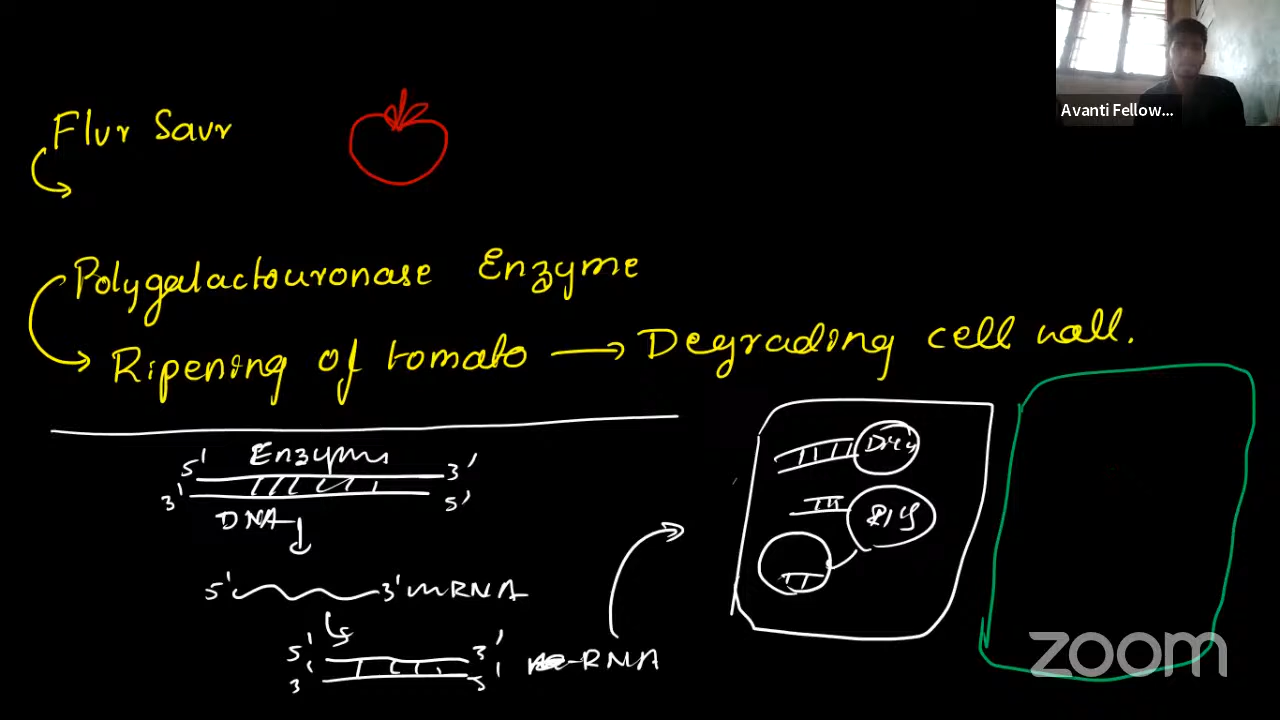 Avanti Fellow...
Flvr Savr
Polygalactouronase Enzyme
Ripening of tomato → Degrading cell wall.
5' Enzyms 3'
3' 5'
DNA
5' 3' mRNA
5' 3'
3' 5' RNA
zoom